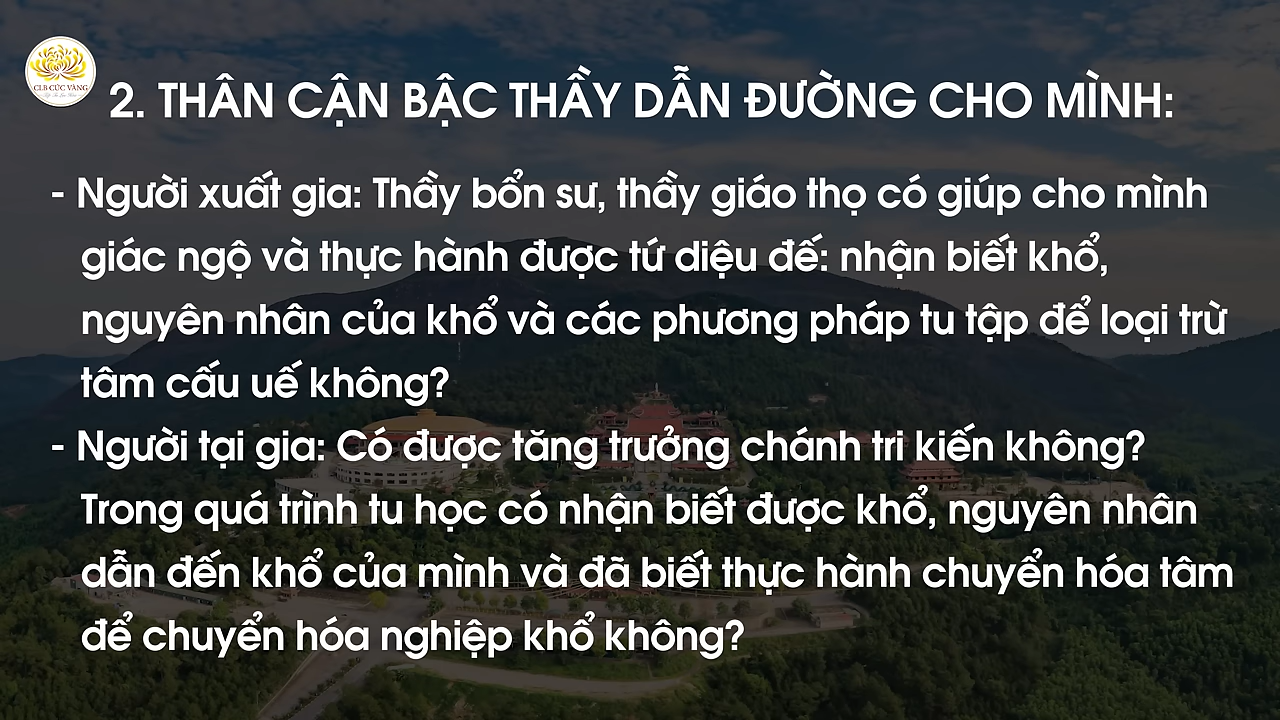 CLB CÚC VÀNG
2. THÂN CẬN BẬC THẦY DẪN ĐƯỜNG CHO MÌNH:
- Người xuất gia: Thầy bổn sư, thầy giáo thọ có giúp cho mình
giác ngộ và thực hành được tứ diệu đế: nhận biết khổ,
nguyên nhân của khổ và các phương pháp tu tập để loại trừ
tâm cấu uế không?
- Người tại gia: Có được tăng trưởng chánh tri kiến không?
Trong quá trình tu học có nhận biết được khổ, nguyên nhân
dẫn đến khổ của mình và đã biết thực hành chuyển hóa tâm
để chuyển hóa nghiệp khổ không?